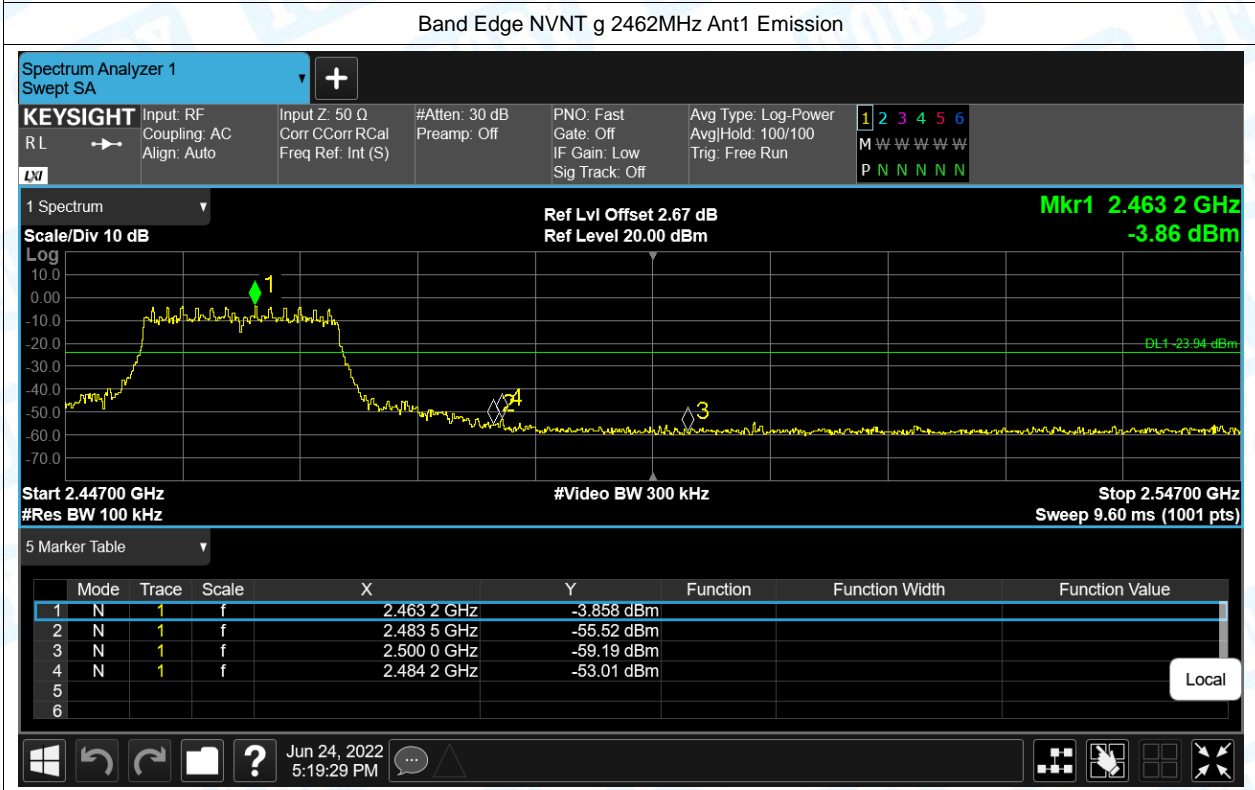 Band Edge NVNT g 2462MHz Ant1 Emission
Spectrum Analyzer 1
Swept SA
KEYSIGHT
R L
LXI
Input: RF
Coupling: AC
Align: Auto
Input Z: 50 Ω
Corr CCorr RCal
Freq Ref: Int (S)
#Atten: 30 dB
Preamp: Off
PNO: Fast
Gate: Off
IF Gain: Low
Sig Track: Off
Avg Type: Log-Power
Avg|Hold: 100/100
Trig: Free Run
1 2 3 4 5 6
M W W W W W
P N N N N N
1 Spectrum
Scale/Div 10 dB
Ref Lvl Offset 2.67 dB
Ref Level 20.00 dBm
Mkr1 2.463 2 GHz
-3.86 dBm
Log
10.0
0.00
-10.0
-20.0
-30.0
-40.0
-50.0
-60.0
-70.0
1
2
4
3
DL1 -23.94 dBm
Start 2.44700 GHz
#Video BW 300 kHz
Stop 2.54700 GHz
#Res BW 100 kHz
Sweep 9.60 ms (1001 pts)
5 Marker Table
Mode Trace Scale X Y Function Function Width Function Value
1 N 1 f 2.463 2 GHz -3.858 dBm
2 N 1 f 2.483 5 GHz -55.52 dBm
3 N 1 f 2.500 0 GHz -59.19 dBm
4 N 1 f 2.484 2 GHz -53.01 dBm
5
6
Local
?
Jun 24, 2022
5:19:29 PM